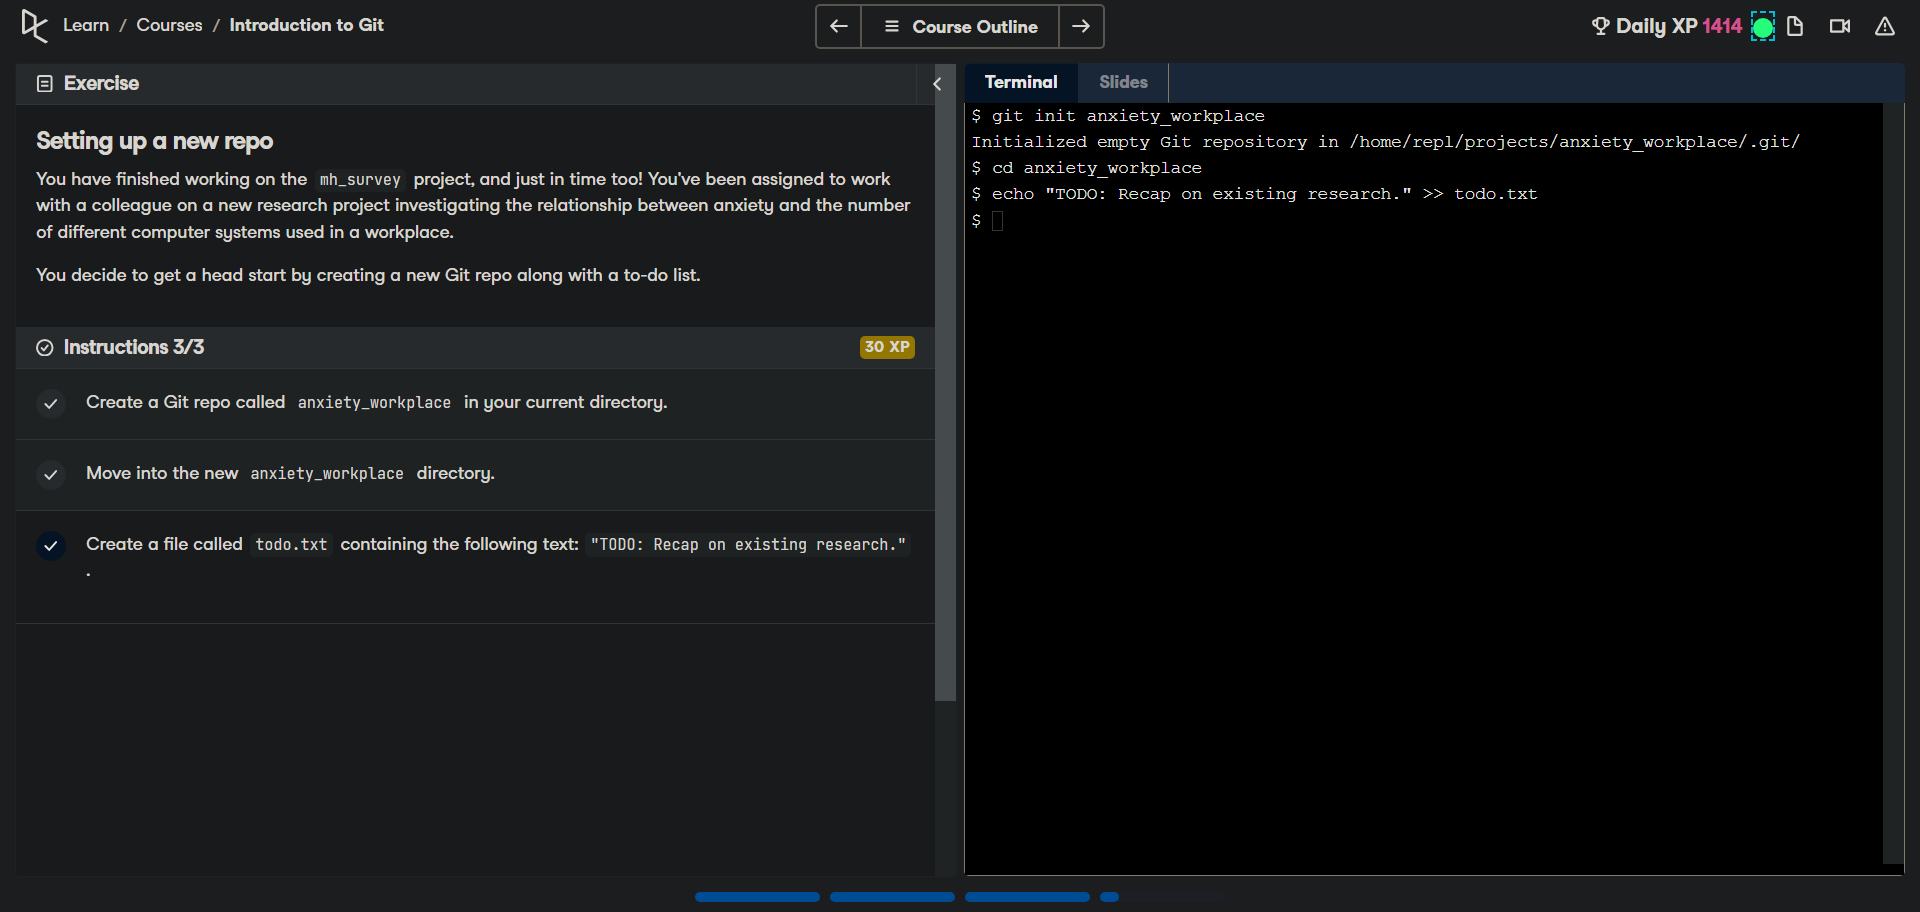 Learn / Courses / Introduction to Git
Course Outline
Daily XP 1414
Exercise
Setting up a new repo
You have finished working on the mh_survey project, and just in time too! You've been assigned to work
with a colleague on a new research project investigating the relationship between anxiety and the number
of different computer systems used in a workplace.
You decide to get a head start by creating a new Git repo along with a to-do list.
Instructions 3/3
30 XP
Create a Git repo called anxiety_workplace in your current directory.
Move into the new anxiety_workplace directory.
Create a file called todo.txt containing the following text: "TODO: Recap on existing research."
.
Terminal
Slides
$ git init anxiety_workplace
Initialized empty Git repository in /home/repl/projects/anxiety_workplace/.git/
$ cd anxiety_workplace
$ echo "TODO: Recap on existing research." >> todo.txt
$